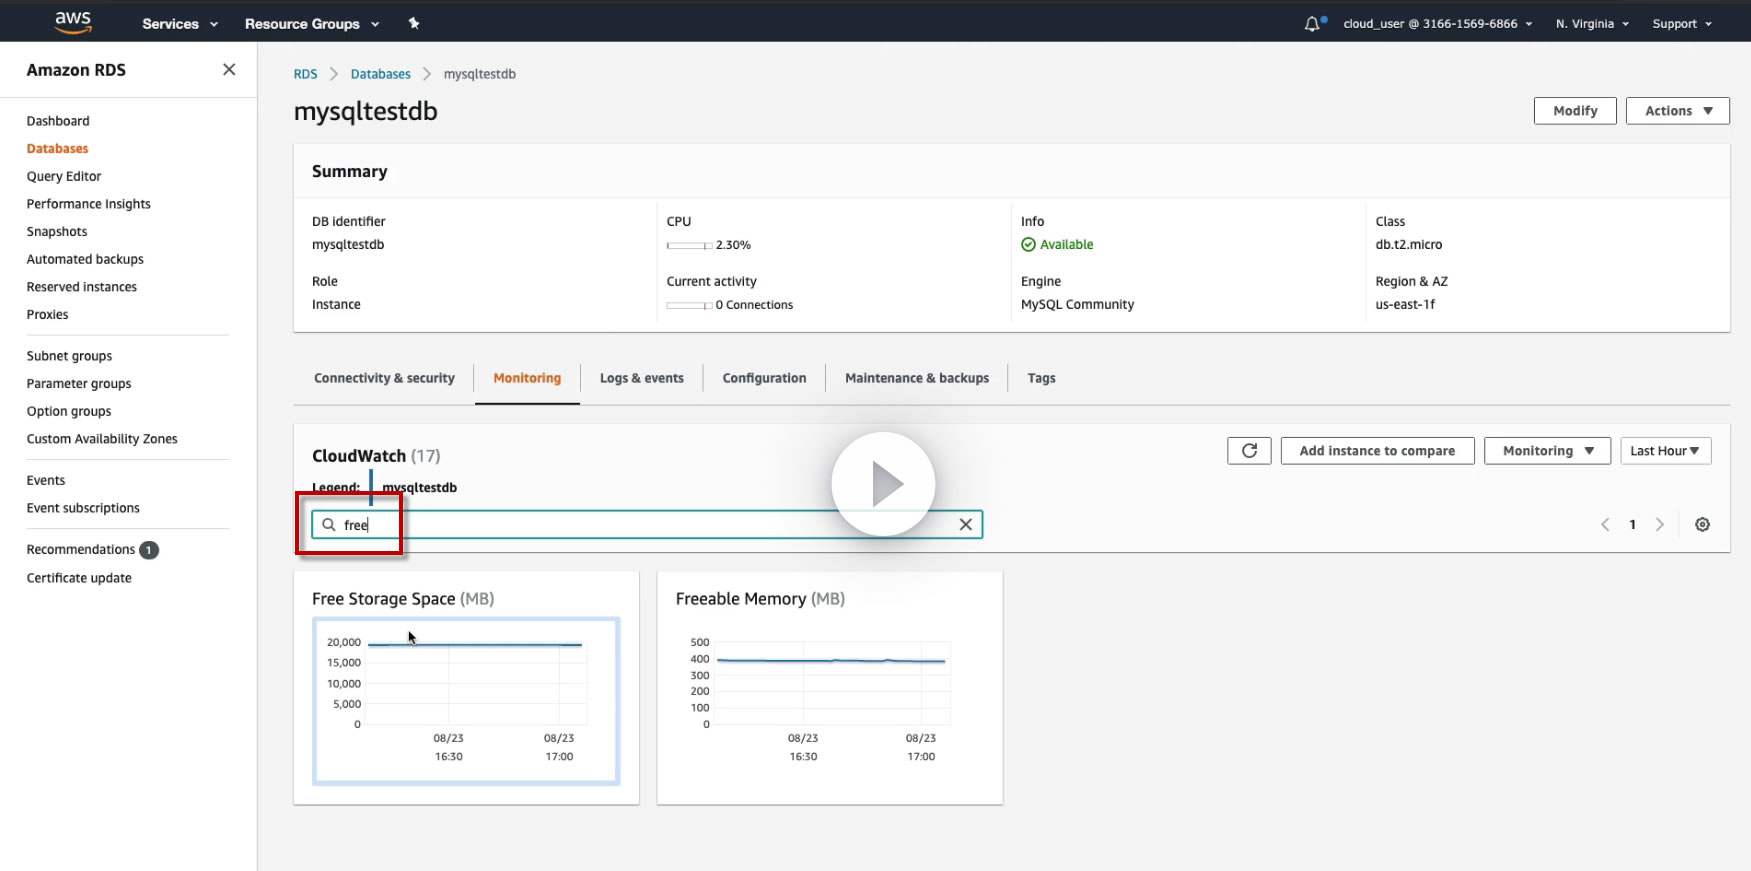 aws Services Resource Groups cloud_user @ 3166-1569-6866 N. Virginia Support
Amazon RDS
Dashboard
Databases
Query Editor
Performance Insights
Snapshots
Automated backups
Reserved instances
Proxies
Subnet groups
Parameter groups
Option groups
Custom Availability Zones
Events
Event subscriptions
Recommendations 1
Certificate update
RDS Databases mysqltestdb
mysqltestdb
Modify Actions
Summary
DB identifier
mysqltestdb
Role
Instance
CPU
2.30%
Current activity
0 Connections
Info
Available
Engine
MySQL Community
Class
db.t2.micro
Region & AZ
us-east-1f
Connectivity & security Monitoring Logs & events Configuration Maintenance & backups Tags
CloudWatch (17)
Add instance to compare Monitoring Last Hour
Legend: mysqltestdb
free
1
Free Storage Space (MB)
20,000
15,000
10,000
5,000
0
08/23 08/23
16:30 17:00
Freeable Memory (MB)
500
400
300
200
100
0
08/23 08/23
16:30 17:00